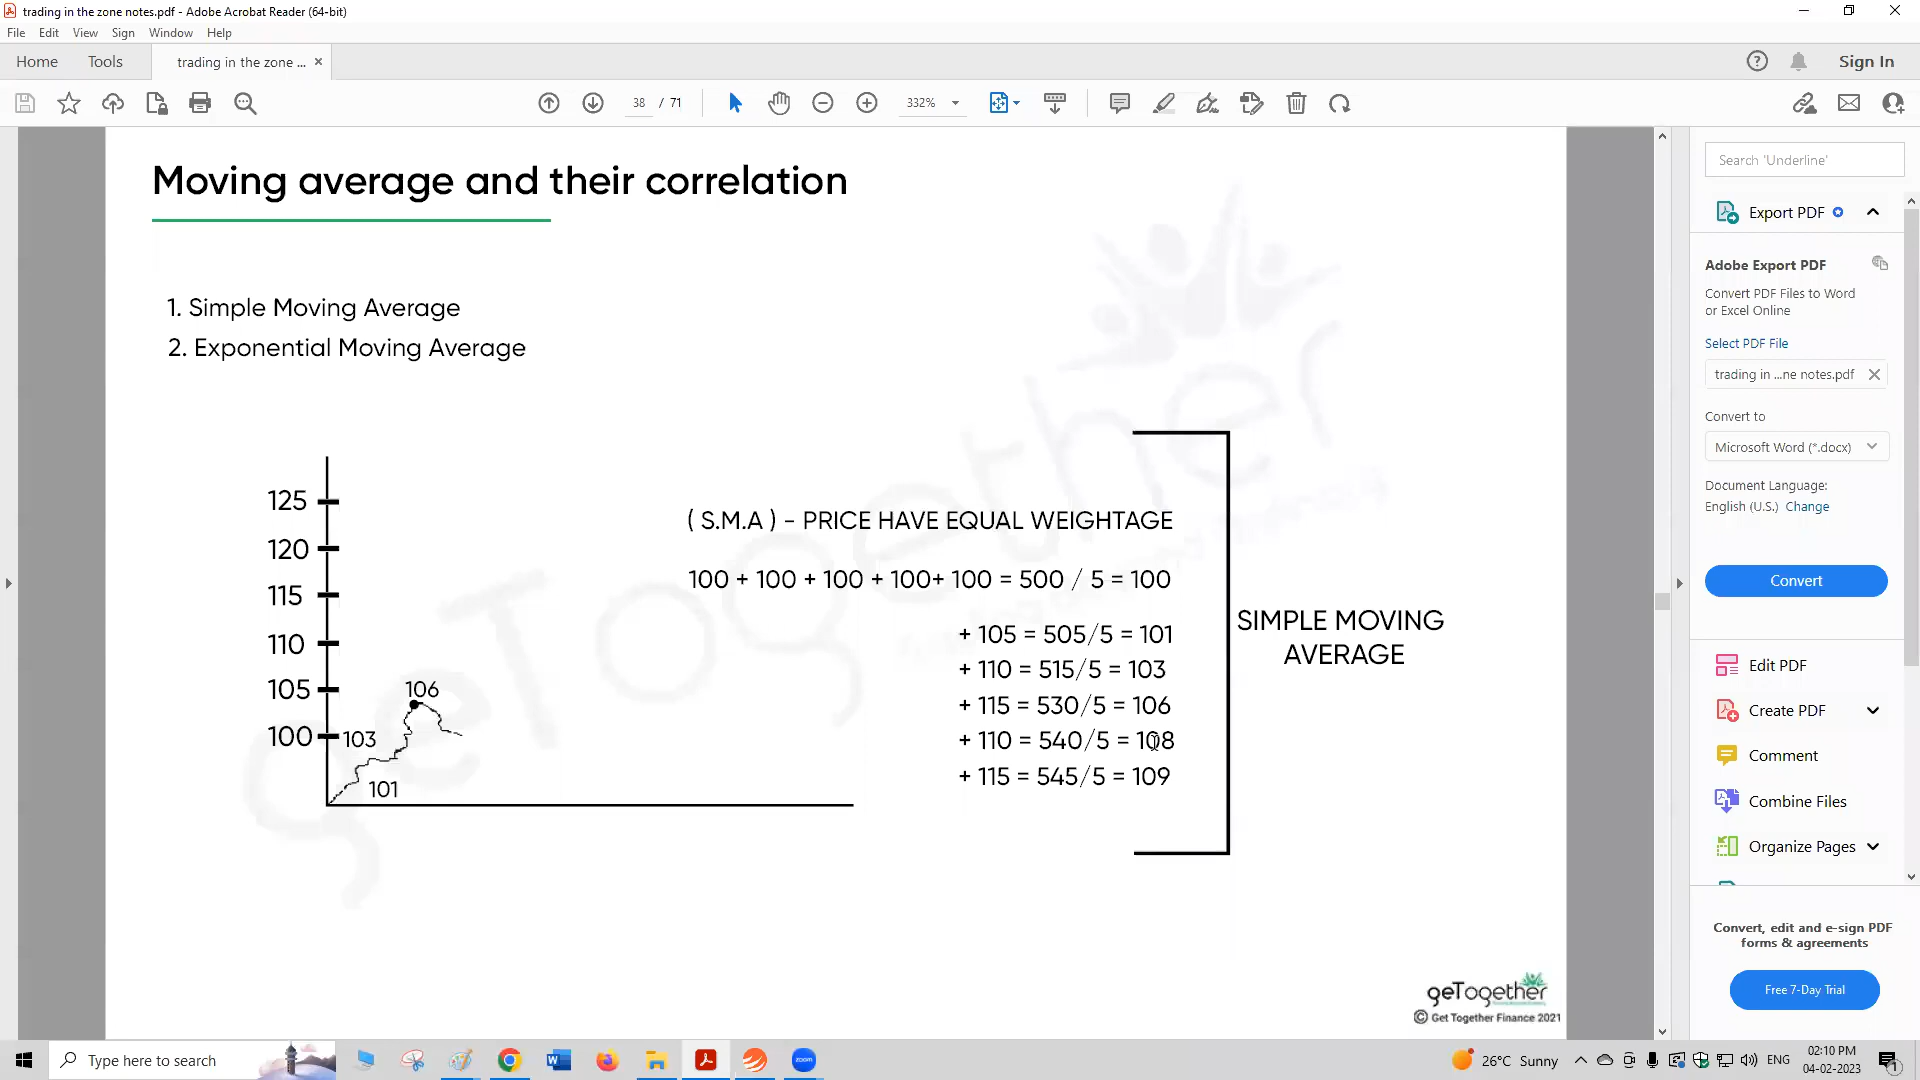 trading in the zone notes.pdf - Adobe Acrobat Reader (64-bit)
File Edit View Sign Window Help
Home Tools trading in the zone ... × Sign In
38 / 71 332%
Moving average and their correlation
1. Simple Moving Average
2. Exponential Moving Average
125
120
115
110
105
100
106
103
101
( S.M.A ) - PRICE HAVE EQUAL WEIGHTAGE
100 + 100 + 100 + 100+ 100 = 500 / 5 = 100
+ 105 = 505/5 = 101
+ 110 = 515/5 = 103
+ 115 = 530/5 = 106
+ 110 = 540/5 = 108
+ 115 = 545/5 = 109
SIMPLE MOVING
AVERAGE
geTogether
geTogether
© Get Together Finance 2021
Search 'Underline'
Export PDF
Adobe Export PDF
Convert PDF Files to Word
or Excel Online
Select PDF File
trading in ...ne notes.pdf
Convert to
Microsoft Word (*.docx)
Document Language:
English (U.S.) Change
Convert
Edit PDF
Create PDF
Comment
Combine Files
Organize Pages
Convert, edit and e-sign PDF
forms & agreements
Free 7-Day Trial
Type here to search
zoom
26°C Sunny
ENG
02:10 PM
04-02-2023
1